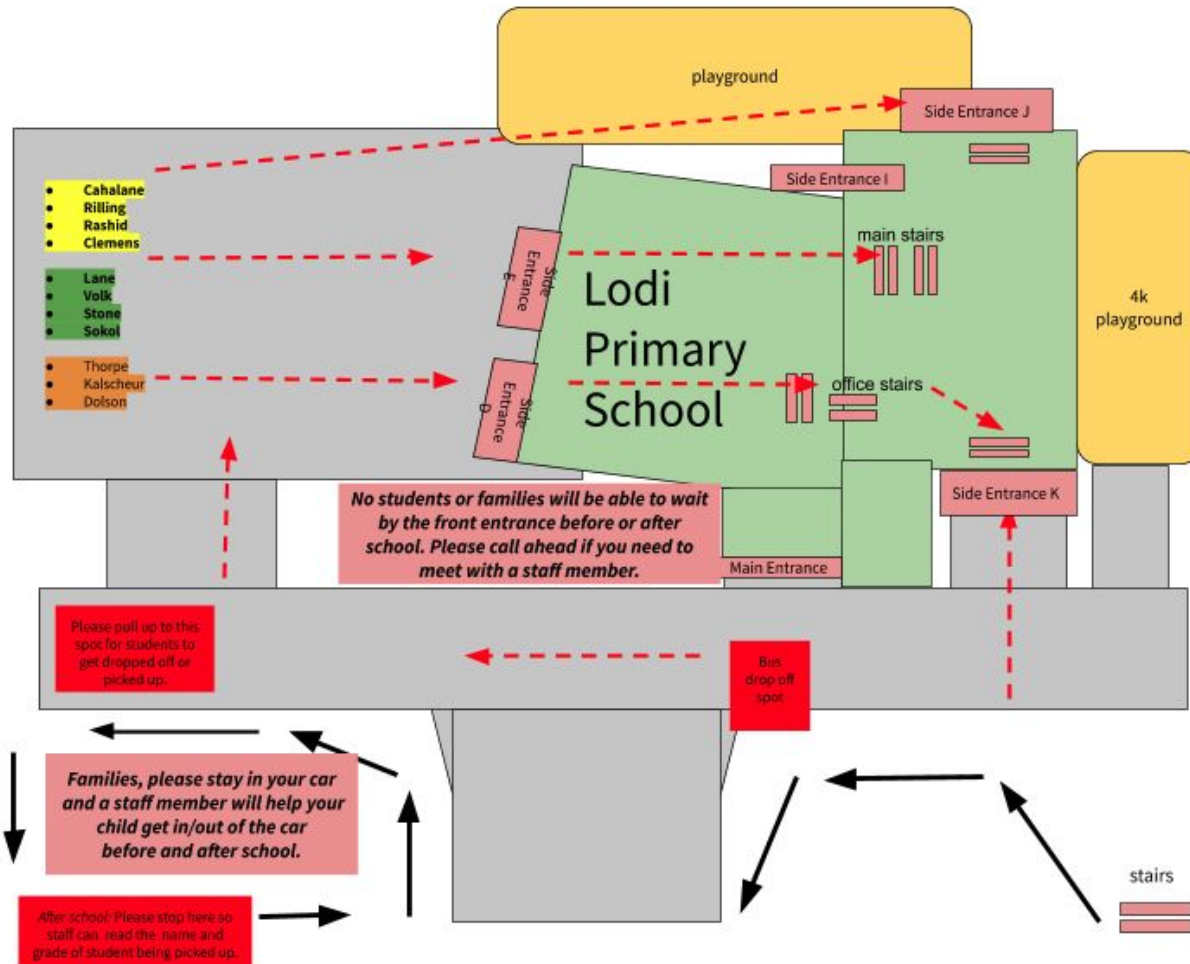 playground
Side Entrance J
Side Entrance I
Cahalane
Rilling
Rashid
Clemens
Lane
Volk
Stone
Sokol
Thorpe
Kalscheur
Dolson
Side
Entrance
E
Side
Entrance
D
Lodi
Primary
School
main stairs
office stairs
4k
playground
No students or families will be able to wait
by the front entrance before or after
school. Please call ahead if you need to
meet with a staff member.
Side Entrance K
Main Entrance
Please pull up to this
spot for students to
get dropped off or
picked up.
Bus
drop off
spot
Families, please stay in your car
and a staff member will help your
child get in/out of the car
before and after school.
After school: Please stop here so
staff can read the name and
grade of student being picked up.
stairs